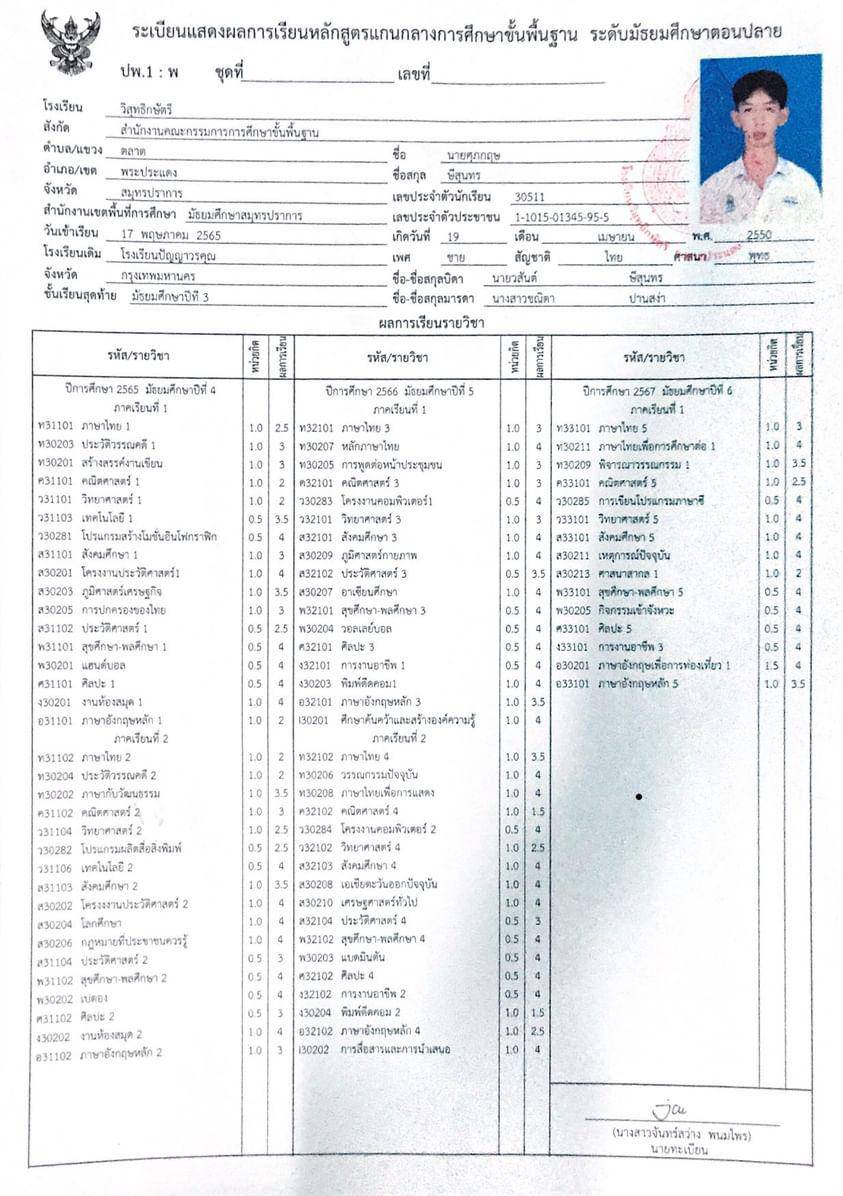 ระเบียนแสดงผลการเรียนหลักสูตรแกนกลางการศึกษาขั้นพื้นฐาน ระดับมัธยมศึกษาตอนปลาย
ปพ.1 : พ ชุดที่ เลขที่
โรงเรียน วิสุทธิกษัตรี
สังกัด สำนักงานคณะกรรมการการศึกษาขั้นพื้นฐาน
ตำบล/แขวง ตลาด
อำเภอ/เขต พระประแดง
จังหวัด สมุทรปราการ
สำนักงานเขตพื้นที่การศึกษา มัธยมศึกษาสมุทรปราการ
วันเข้าเรียน 17 พฤษภาคม 2565
โรงเรียนเดิม โรงเรียนปัญญาวรคุณ
จังหวัด กรุงเทพมหานคร
ชั้นเรียนสุดท้าย มัธยมศึกษาปีที่ 3
ชื่อ นายศุภกฤษ
ชื่อสกุล ษีสุนทร
เลขประจำตัวนักเรียน 30511
เลขประจำตัวประชาชน 1-1015-01345-95-5
เกิดวันที่ 19 เดือน เมษายน พ.ศ. 2550
เพศ ชาย สัญชาติ ไทย ศาสนา พุทธ
ชื่อ-ชื่อสกุลบิดา นายวสันต์ ษีสุนทร
ชื่อ-ชื่อสกุลมารดา นางสาวชณิตา ปานสง่า
ผลการเรียนรายวิชา
รหัส/รายวิชา หน่วยกิต ผลการเรียน
ปีการศึกษา 2565 มัธยมศึกษาปีที่ 4
ภาคเรียนที่ 1
ท31101 ภาษาไทย 1 1.0 2.5
ท30203 ประวัติวรรณคดี 1 1.0 3
ท30201 สร้างสรรค์งานเขียน 1.0 3
ค31101 คณิตศาสตร์ 1 1.0 2
ว31101 วิทยาศาสตร์ 1 1.0 2
ว31103 เทคโนโลยี 1 0.5 3.5
ว30281 โปรแกรมสร้างโมชั่นอินโฟกราฟิก 0.5 4
ส31101 สังคมศึกษา 1 1.0 3
ส30201 โครงงานประวัติศาสตร์1 1.0 4
ส30203 ภูมิศาสตร์เศรษฐกิจ 1.0 3.5
ส30205 การปกครองของไทย 1.0 3
ส31102 ประวัติศาสตร์ 1 0.5 2.5
พ31101 สุขศึกษา-พลศึกษา 1 0.5 4
พ30201 แฮนด์บอล 0.5 4
ศ31101 ศิลปะ 1 0.5 4
ง30201 งานห้องสมุด 1 1.0 4
อ31101 ภาษาอังกฤษหลัก 1 1.0 2
ภาคเรียนที่ 2
ท31102 ภาษาไทย 2 1.0 2
ท30204 ประวัติวรรณคดี 2 1.0 2
ท30202 ภาษากับวัฒนธรรม 1.0 3.5
ค31102 คณิตศาสตร์ 2 1.0 3
ว31104 วิทยาศาสตร์ 2 1.0 2.5
ว30282 โปรแกรมผลิตสื่อสิ่งพิมพ์ 0.5 2.5
ว31106 เทคโนโลยี 2 0.5 4
ส31103 สังคมศึกษา 2 1.0 3.5
ส30202 โครงงานประวัติศาสตร์ 2 1.0 4
ส30204 โลกศึกษา 1.0 4
ส30206 กฎหมายที่ประชาชนควรรู้ 1.0 4
ส31104 ประวัติศาสตร์ 2 0.5 3
พ31102 สุขศึกษา-พลศึกษา 2 0.5 4
พ30202 เปตอง 0.5 4
ศ31102 ศิลปะ 2 0.5 3
ง30202 งานห้องสมุด 2 1.0 4
อ31102 ภาษาอังกฤษหลัก 2 1.0 3
รหัส/รายวิชา หน่วยกิต ผลการเรียน
ปีการศึกษา 2566 มัธยมศึกษาปีที่ 5
ภาคเรียนที่ 1
ท32101 ภาษาไทย 3 1.0 3
ท30207 หลักภาษาไทย 1.0 4
ท30205 การพูดต่อหน้าประชุมชน 1.0 3
ค32101 คณิตศาสตร์ 3 1.0 3
ว30283 โครงงานคอมพิวเตอร์1 0.5 4
ว32101 วิทยาศาสตร์ 3 1.0 3
ส32101 สังคมศึกษา 3 1.0 4
ส30209 ภูมิศาสตร์กายภาพ 1.0 4
ส32102 ประวัติศาสตร์ 3 0.5 3.5
ส30207 อาเซียนศึกษา 1.0 4
พ32101 สุขศึกษา-พลศึกษา 3 0.5 4
พ30204 วอลเลย์บอล 0.5 4
ศ32101 ศิลปะ 3 0.5 4
ง32101 การงานอาชีพ 1 0.5 4
ง30203 พิมพ์ดีดคอม1 1.0 4
อ32101 ภาษาอังกฤษหลัก 3 1.0 3.5
I30201 ศึกษาค้นคว้าและสร้างองค์ความรู้ 1.0 4
ภาคเรียนที่ 2
ท32102 ภาษาไทย 4 1.0 3.5
ท30206 วรรณกรรมปัจจุบัน 1.0 4
ท30208 ภาษาไทยเพื่อการแสดง 1.0 4
ค32102 คณิตศาสตร์ 4 1.0 1.5
ว30284 โครงงานคอมพิวเตอร์ 2 0.5 4
ว32102 วิทยาศาสตร์ 4 1.0 2.5
ส32103 สังคมศึกษา 4 1.0 4
ส30208 เอเชียตะวันออกปัจจุบัน 1.0 4
ส30210 เศรษฐศาสตร์ทั่วไป 1.0 4
ส32104 ประวัติศาสตร์ 4 0.5 3
พ32102 สุขศึกษา-พลศึกษา 4 0.5 4
พ30203 แบดมินตัน 0.5 4
ศ32102 ศิลปะ 4 0.5 4
ง32102 การงานอาชีพ 2 0.5 4
ง30204 พิมพ์ดีดคอม 2 1.0 1.5
อ32102 ภาษาอังกฤษหลัก 4 1.0 2.5
I30202 การสื่อสารและการนำเสนอ 1.0 4
รหัส/รายวิชา หน่วยกิต ผลการเรียน
ปีการศึกษา 2567 มัธยมศึกษาปีที่ 6
ภาคเรียนที่ 1
ท33101 ภาษาไทย 5 1.0 3
ท30211 ภาษาไทยเพื่อการศึกษาต่อ 1 1.0 4
ท30209 พิจารณาวรรณกรรม 1 1.0 3.5
ค33101 คณิตศาสตร์ 5 1.0 2.5
ว30285 การเขียนโปรแกรมภาษาซี 0.5 4
ว33101 วิทยาศาสตร์ 5 1.0 4
ส33101 สังคมศึกษา 5 1.0 4
ส30211 เหตุการณ์ปัจจุบัน 1.0 4
ส30213 ศาสนาสากล 1 1.0 2
พ33101 สุขศึกษา-พลศึกษา 5 0.5 4
พ30205 กิจกรรมเข้าจังหวะ 0.5 4
ศ33101 ศิลปะ 5 0.5 4
ง33101 การงานอาชีพ 3 0.5 4
อ30201 ภาษาอังกฤษเพื่อการท่องเที่ยว 1 1.5 4
อ33101 ภาษาอังกฤษหลัก 5 1.0 3.5
(นางสาวจันทร์สว่าง พนมไพร)
นายทะเบียน